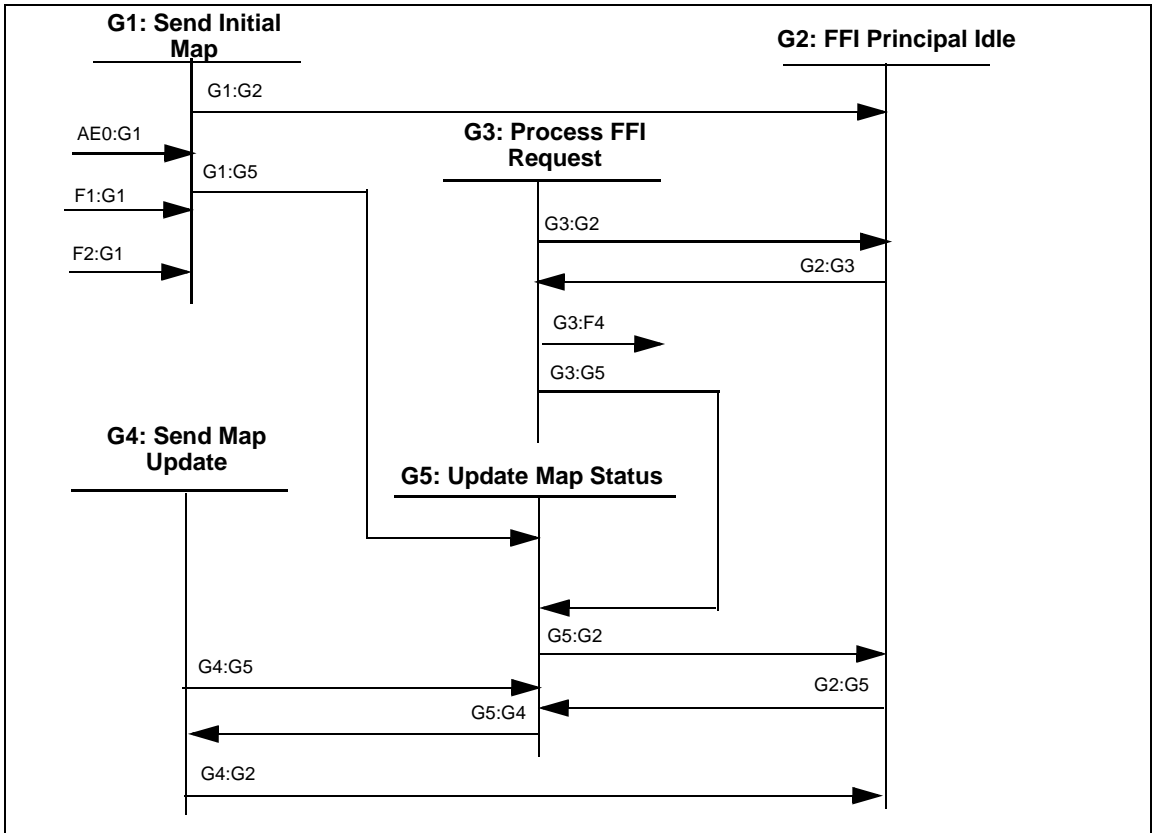 G1: Send Initial
Map
G2: FFI Principal Idle
G1:G2
AE0:G1
G3: Process FFI
Request
G1:G5
F1:G1
G3:G2
F2:G1
G2:G3
G3:F4
G3:G5
G4: Send Map
Update
G5: Update Map Status
G5:G2
G4:G5
G2:G5
G5:G4
G4:G2